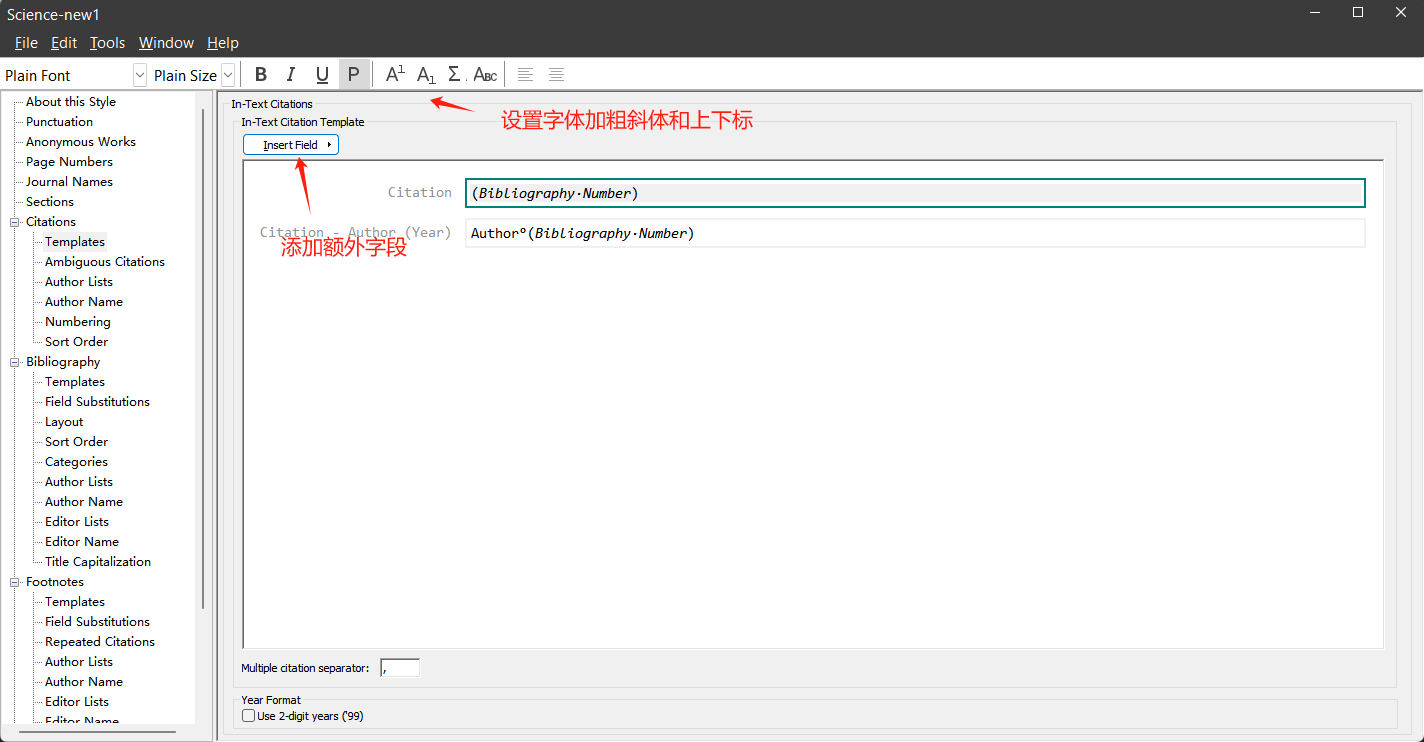 Science-new1
File Edit Tools Window Help
Plain Font Plain Size B I U P A1 A1 Σ ABC
About this Style
Punctuation
Anonymous Works
Page Numbers
Journal Names
Sections
Citations
Templates
Ambiguous Citations
Author Lists
Author Name
Numbering
Sort Order
Bibliography
Templates
Field Substitutions
Layout
Sort Order
Categories
Author Lists
Author Name
Editor Lists
Editor Name
Title Capitalization
Footnotes
Templates
Field Substitutions
Repeated Citations
Author Lists
Author Name
Editor Lists
Editor Name
In-Text Citations
In-Text Citation Template
设置字体加粗斜体和上下标
Insert Field
Citation (Bibliography·Number)
Citation - Author (Year) Author°(Bibliography·Number)
添加额外字段
Multiple citation separator: ,
Year Format
Use 2-digit years ('99)